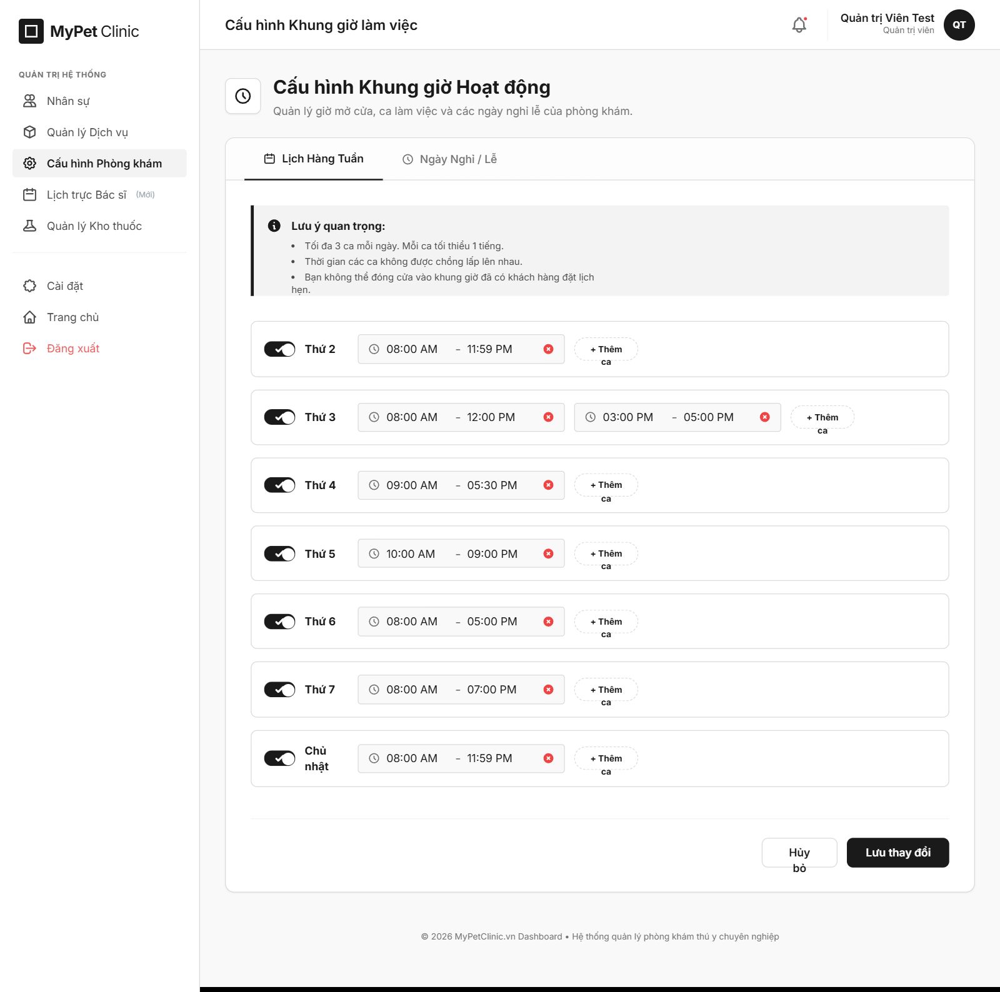 MyPet Clinic
QUẢN TRỊ HỆ THỐNG
Nhân sự
Quản lý Dịch vụ
Cấu hình Phòng khám
Lịch trực Bác sĩ (Mới)
Quản lý Kho thuốc
Cài đặt
Trang chủ
Đăng xuất
Cấu hình Khung giờ làm việc
Quản trị Viên Test
Quản trị viên
QT
Cấu hình Khung giờ Hoạt động
Quản lý giờ mở cửa, ca làm việc và các ngày nghỉ lễ của phòng khám.
Lịch Hàng Tuần
Ngày Nghỉ / Lễ
Lưu ý quan trọng:
• Tối đa 3 ca mỗi ngày. Mỗi ca tối thiểu 1 tiếng.
• Thời gian các ca không được chồng lấp lên nhau.
• Bạn không thể đóng cửa vào khung giờ đã có khách hàng đặt lịch
hẹn.
Thứ 2 08:00 AM - 11:59 PM + Thêm
ca
Thứ 3 08:00 AM - 12:00 PM 03:00 PM - 05:00 PM + Thêm
ca
Thứ 4 09:00 AM - 05:30 PM + Thêm
ca
Thứ 5 10:00 AM - 09:00 PM + Thêm
ca
Thứ 6 08:00 AM - 05:00 PM + Thêm
ca
Thứ 7 08:00 AM - 07:00 PM + Thêm
ca
Chủ
nhật
08:00 AM - 11:59 PM + Thêm
ca
Hủy
bỏ
Lưu thay đổi
© 2026 MyPetClinic.vn Dashboard • Hệ thống quản lý phòng khám thú y chuyên nghiệp